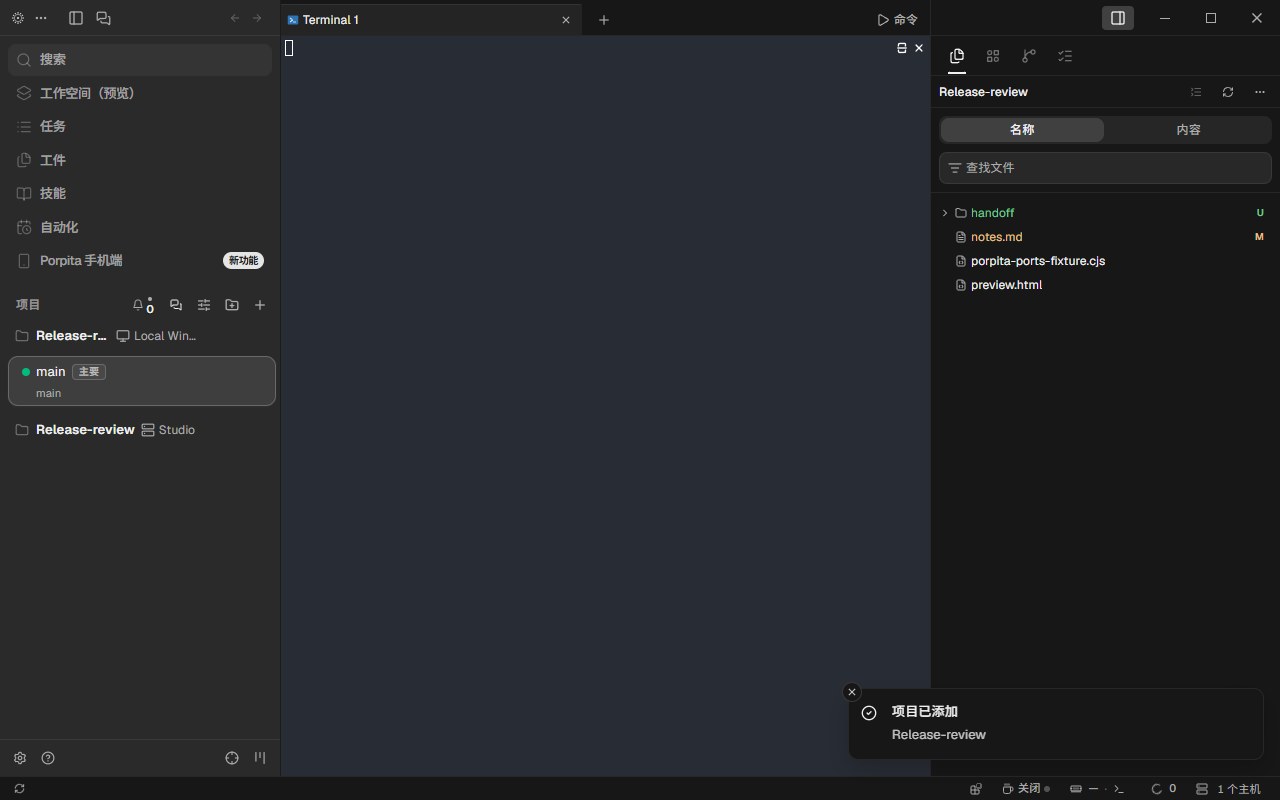 Terminal 1
命令
搜索
工作空间（预览）
任务
工件
技能
自动化
Porpita 手机端
新功能
项目
0
Release-r...
Local Win...
main
主要
main
Release-review
Studio
Release-review
名称
内容
查找文件
handoff
U
notes.md
M
porpita-ports-fixture.cjs
preview.html
项目已添加
Release-review
关闭
0
1 个主机